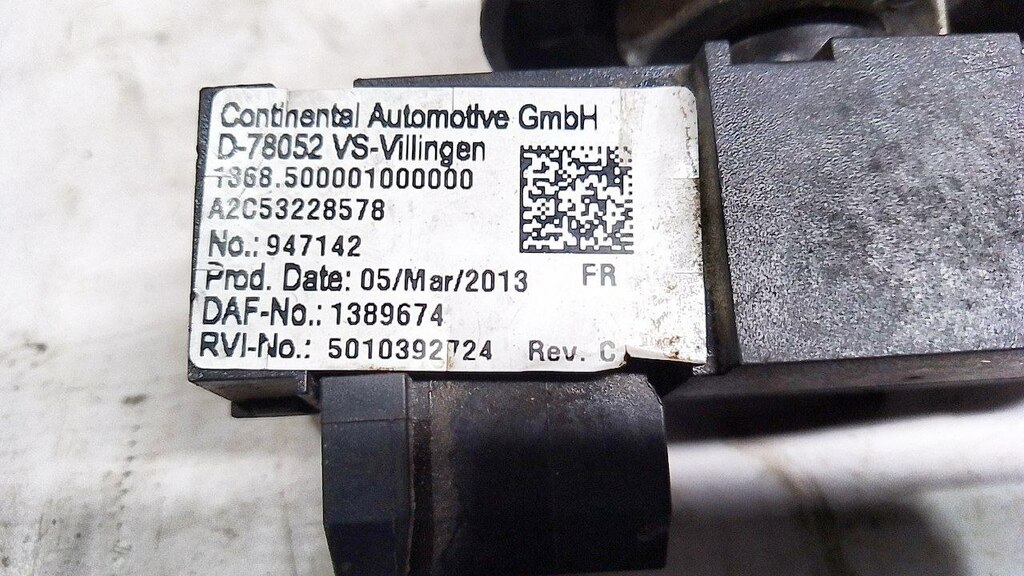 Continental Automotive GmbH
D-78052 VS-Villingen
1368.500001000000
A2C53228578
No.: 947142
Prod. Date: 05/Mar/2013
FR
DAF-No.: 1389674
RVI-No.: 5010392724 Rev. C